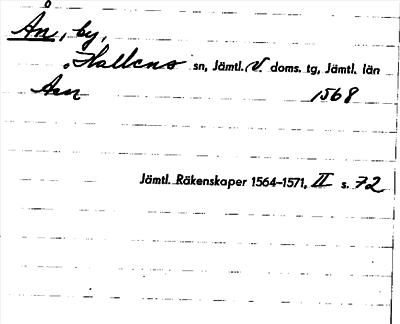 Ån, by,
Hallens sn, Jämtl. V. doms. tg, Jämtl. län
Aan 1568
Jämtl. Räkenskaper 1564–1571, II s. 72